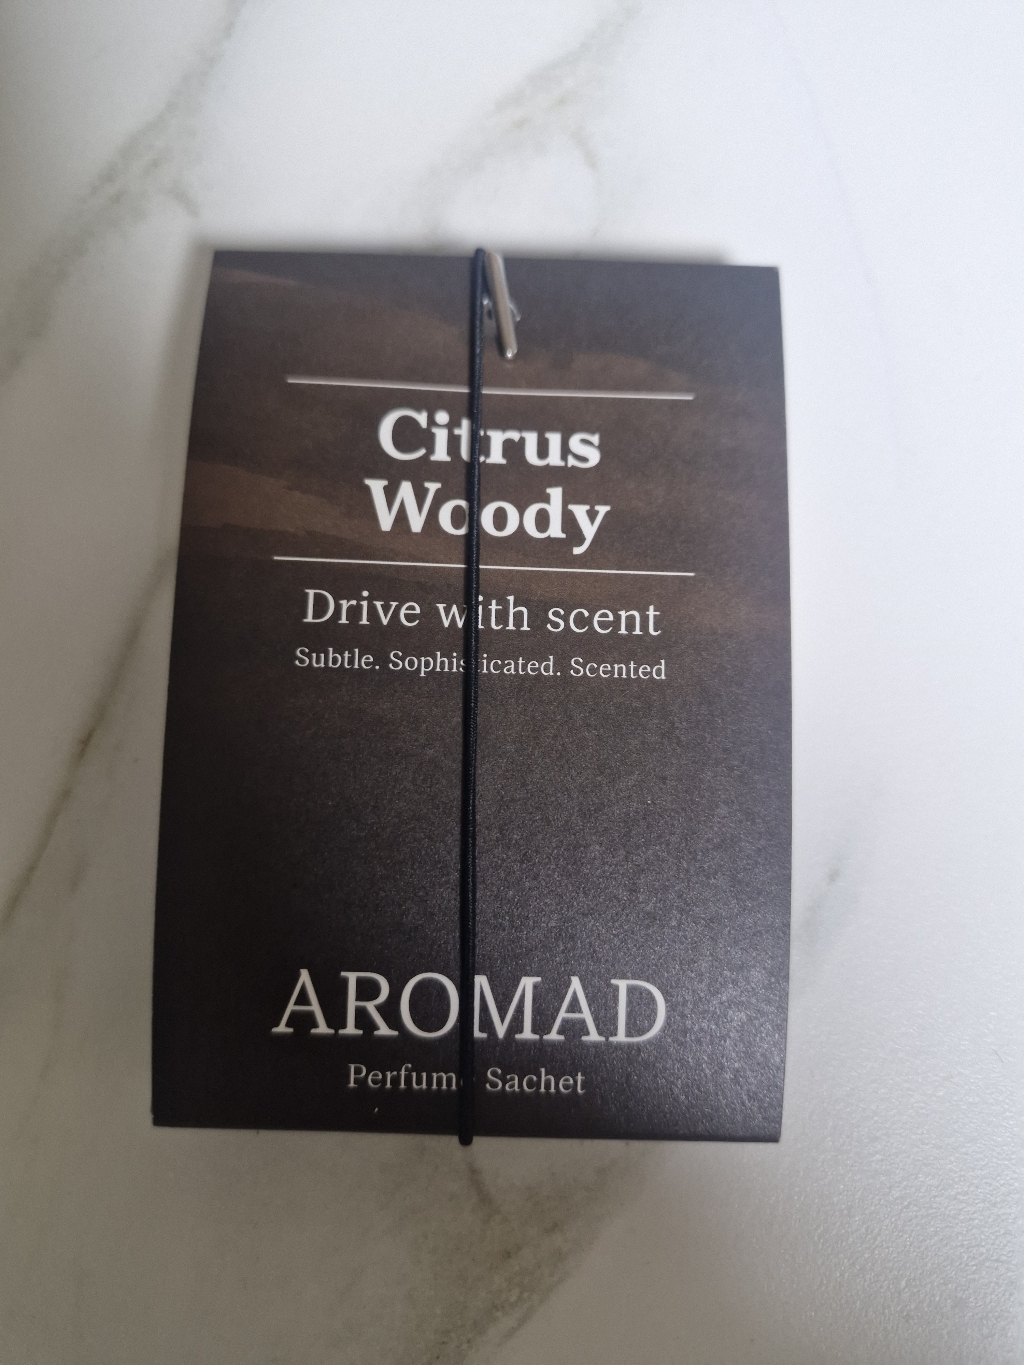 Citrus
Woody
Drive with scent
Subtle. Sophisticated. Scented
AROMAD
Perfume Sachet